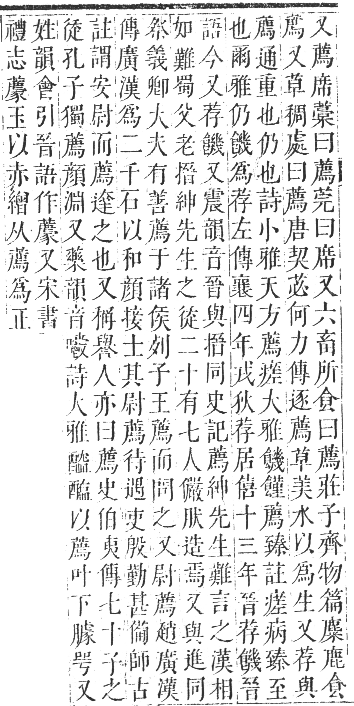 又薦席藁曰薦莞曰席又六畜所食曰薦莊子齊物篇麋鹿食
薦又草稠處曰薦唐契苾何力傳逐薦草美水以爲生又荐與
薦通重也仍也詩小雅天方薦瘥大雅饑饉薦臻註瘥病臻至
也爾雅仍饑爲荐左傳襄四年戎狄荐居僖十三年晉荐饑晉
語今又荐饑又震韻音晉與搢同史記薦紳先生難言之漢相
如難蜀父老搢紳先生之徒二十有七人儼肰造焉又與進同
祭義卿大夫有善薦于諸侯列子王薦而問之又尉薦趙廣漢
傳廣漢爲二千石以和顏接士其尉薦待遇吏殷勤甚僃師古
註謂安尉而薦達之也又稱譽人亦曰薦史伯夷傳七十子之
徒孔子獨薦顏淵又藥韻音嚼詩大雅醓醢以薦叶下臄咢又
姓韻會引晉語作藨又宋書
禮志藨玉以赤繒从薦爲正